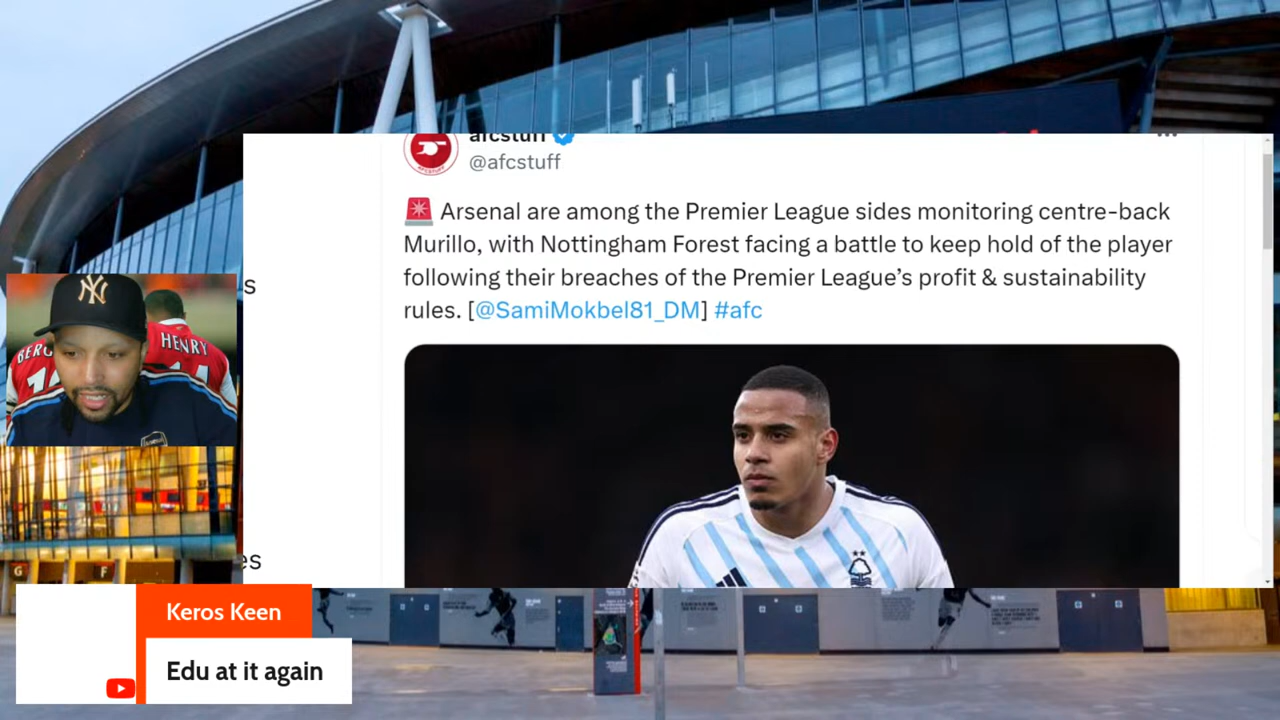 afcstuff
@afcstuff
Arsenal are among the Premier League sides monitoring centre-back
Murillo, with Nottingham Forest facing a battle to keep hold of the player
following their breaches of the Premier League's profit & sustainability
rules. [@SamiMokbel81_DM] #afc
s
HENRY
NY
es
G F
Keros Keen
Edu at it again